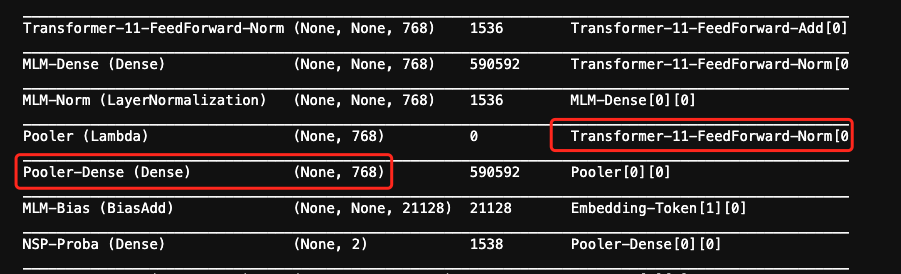 Transformer-11-FeedForward-Norm (None, None, 768) 1536 Transformer-11-FeedForward-Add[0]
MLM-Dense (Dense) (None, None, 768) 590592 Transformer-11-FeedForward-Norm[0
MLM-Norm (LayerNormalization) (None, None, 768) 1536 MLM-Dense[0][0]
Pooler (Lambda) (None, 768) 0 Transformer-11-FeedForward-Norm[0
Pooler-Dense (Dense) (None, 768) 590592 Pooler[0][0]
MLM-Bias (BiasAdd) (None, None, 21128) 21128 Embedding-Token[1][0]
NSP-Proba (Dense) (None, 2) 1538 Pooler-Dense[0][0]